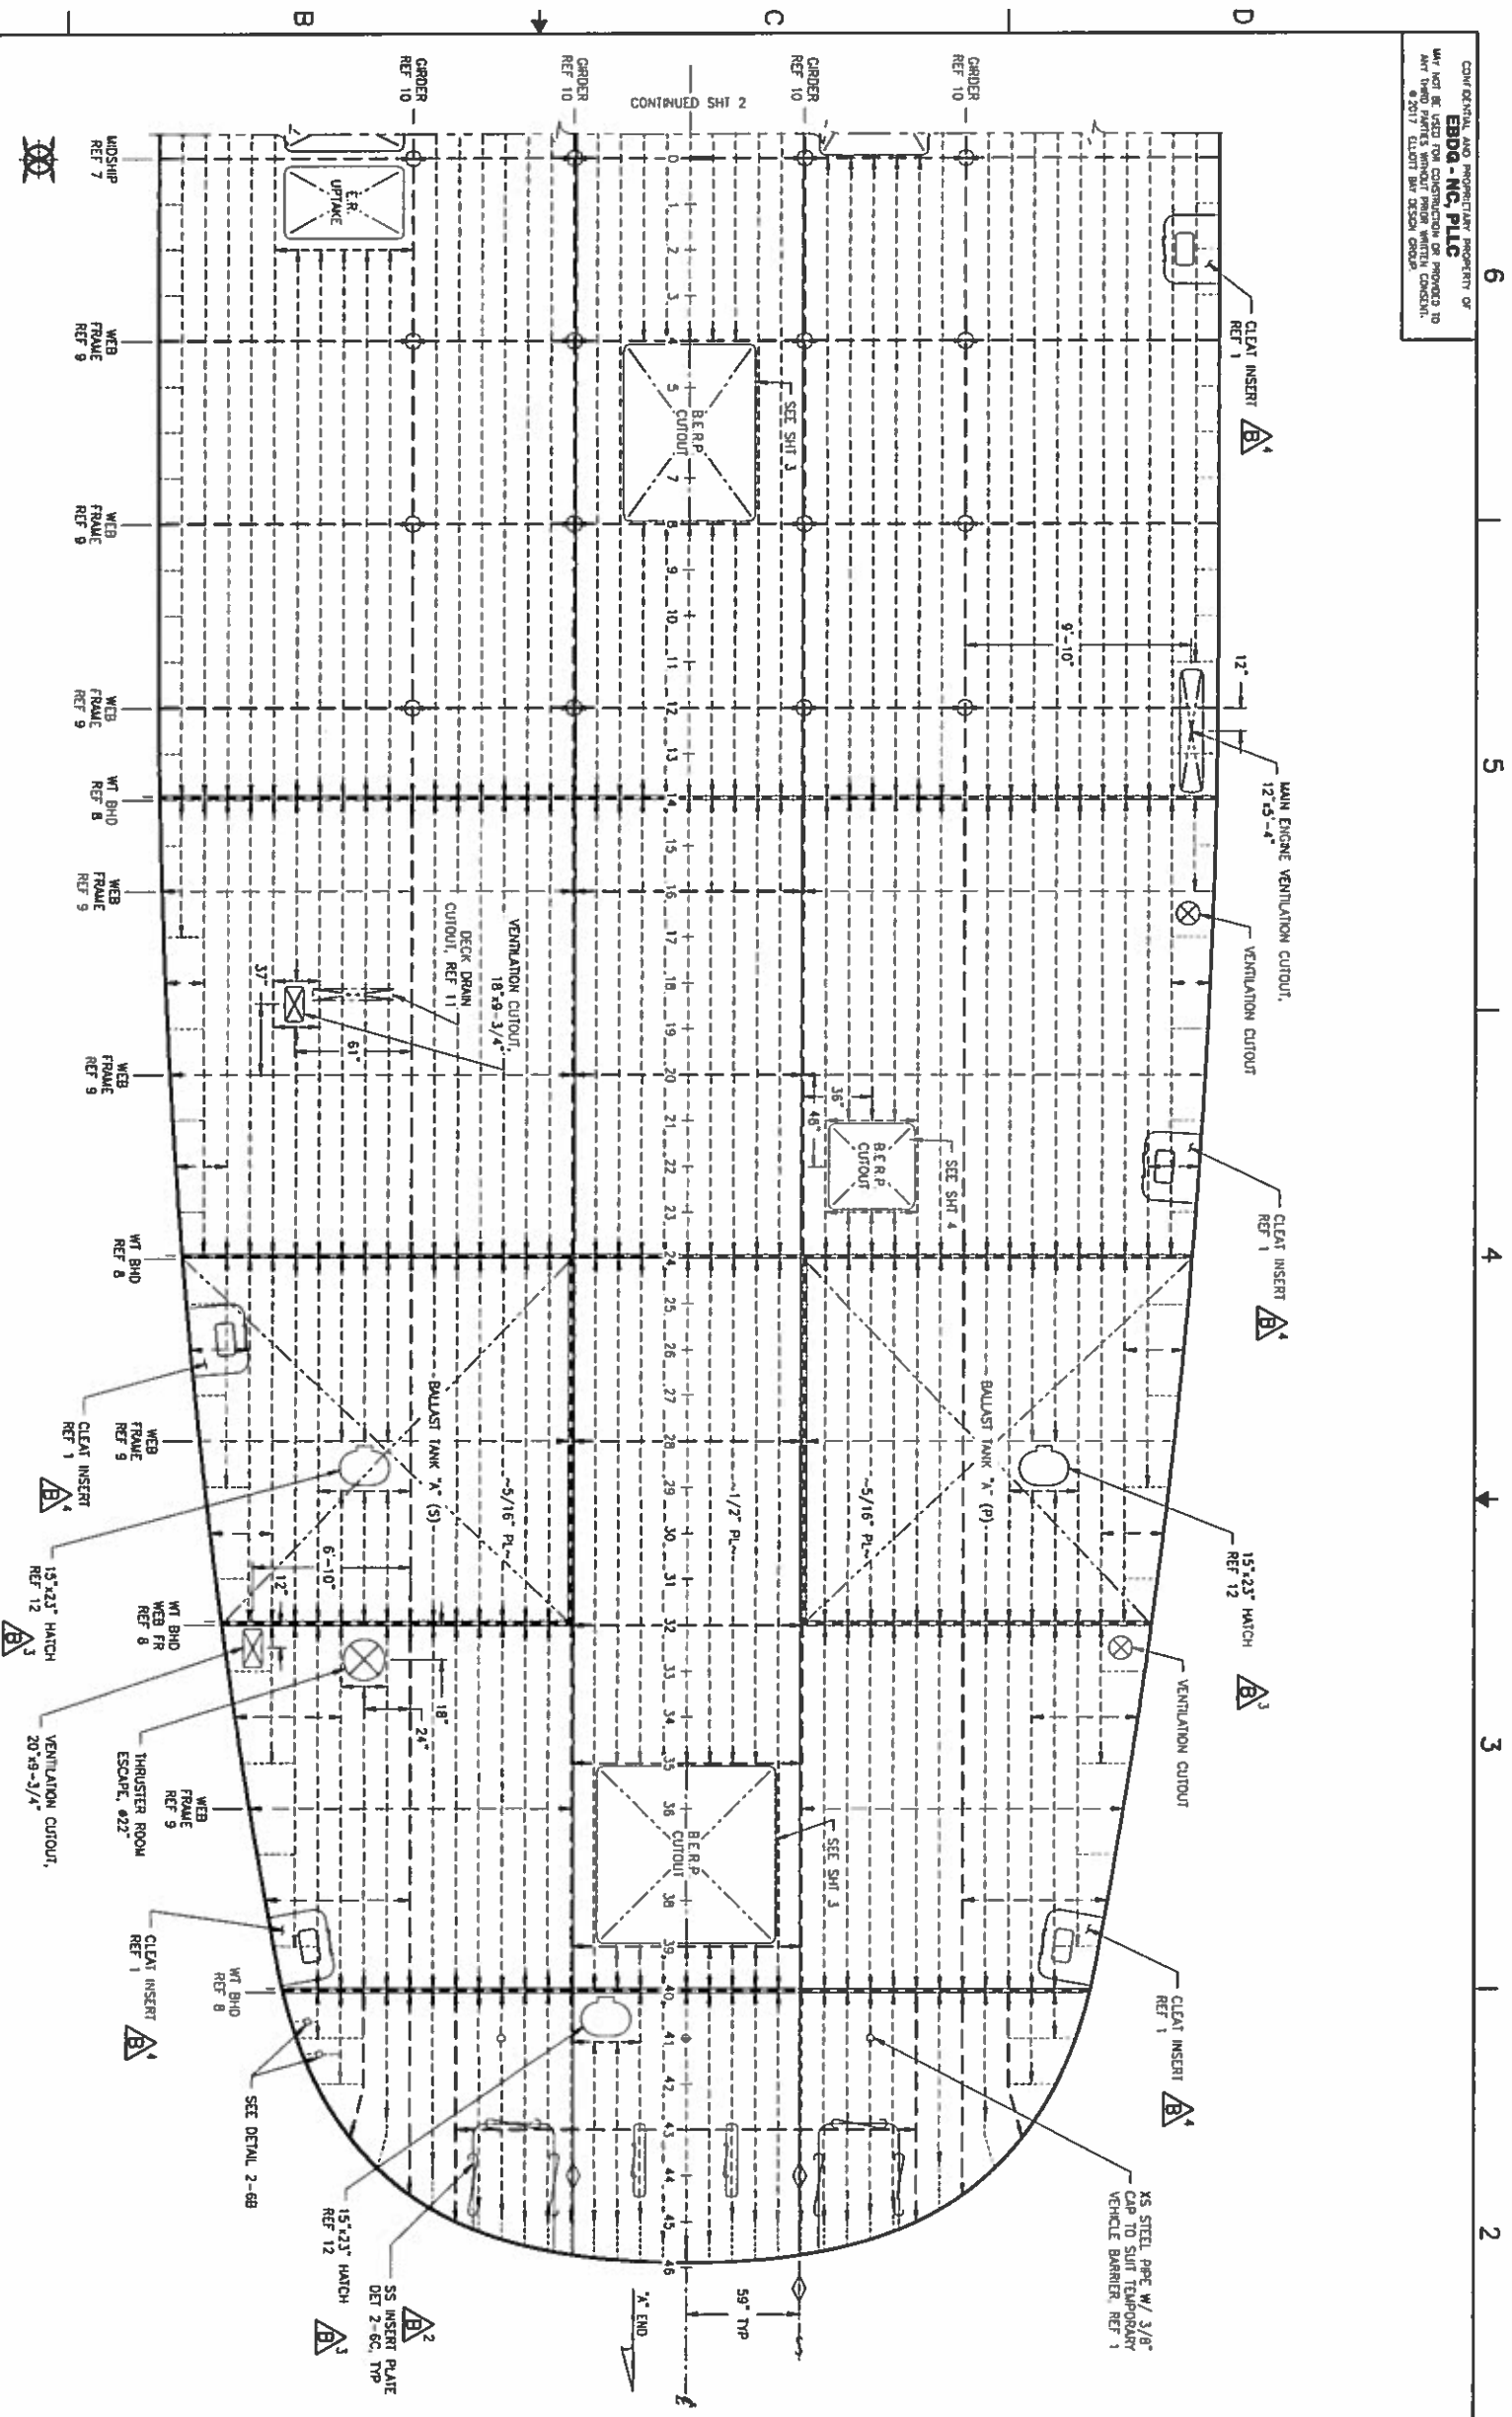 CONFIDENTIAL AND PROPRIETARY PROPERTY OF
EBDG - NC, PLLC
MAY NOT BE USED FOR CONSTRUCTION OR PROVIDED TO
ANY THIRD PARTIES WITHOUT PRIOR WRITTEN CONSENT.
© 2017 ELLIOTT BAY DESIGN GROUP.
6
5
4
3
2
D
C
B
CLEAT INSERT
REF 1
B 4
MAIN ENGINE VENTILATION CUTOUT,
12"x5'-4"
VENTILATION CUTOUT
CLEAT INSERT
REF 1
B 4
15"x23" HATCH
REF 12
B 3
VENTILATION CUTOUT
CLEAT INSERT
REF 1
B 4
XS STEEL PIPE W/ 3/8"
CAP TO SUIT TEMPORARY
VEHICLE BARRIER, REF 1
12"
9'-10"
GIRDER
REF 10
GIRDER
REF 10
CONTINUED SHT 2
GIRDER
REF 10
GIRDER
REF 10
SEE SHT 3
B.E.R.P.
CUTOUT
36"
48"
SEE SHT 4
B.E.R.P.
CUTOUT
BALLAST TANK "A" (P)
~5/16" PL~
~1/2" PL~
~5/16" PL~
BALLAST TANK "A" (S)
SEE SHT 3
B.E.R.P.
CUTOUT
0 1 2 3 4 5 7 8 9 10 11 12 13 14 15 16 17 18 19 20 21 22 23 24 25 26 27 28 29 30 31 32 33 34 35 36 38 39 40 41 42 43 44 45 46
59" TYP
"A" END
E.R.
UPTAKE
VENTILATION CUTOUT,
18"x9-3/4"
DECK DRAIN
CUTOUT, REF 11
61"
37"
6'-10"
12"
18"
24"
MIDSHIP
REF 7
WEB
FRAME
REF 9
WEB
FRAME
REF 9
WEB
FRAME
REF 9
WT BHD
REF 8
WEB
FRAME
REF 9
WEB
FRAME
REF 9
WT BHD
REF 8
WEB
FRAME
REF 9
WT BHD
WEB FR
REF 8
WEB
FRAME
REF 9
WT BHD
REF 8
CLEAT INSERT
REF 1
B 4
15"x23" HATCH
REF 12
B 3
VENTILATION CUTOUT,
20"x9-3/4"
THRUSTER ROOM
ESCAPE, ø22"
CLEAT INSERT
REF 1
B 4
SEE DETAIL 2-6B
15"x23" HATCH
REF 12
B 3
SS INSERT PLATE
DET 2-6C, TYP
B 2